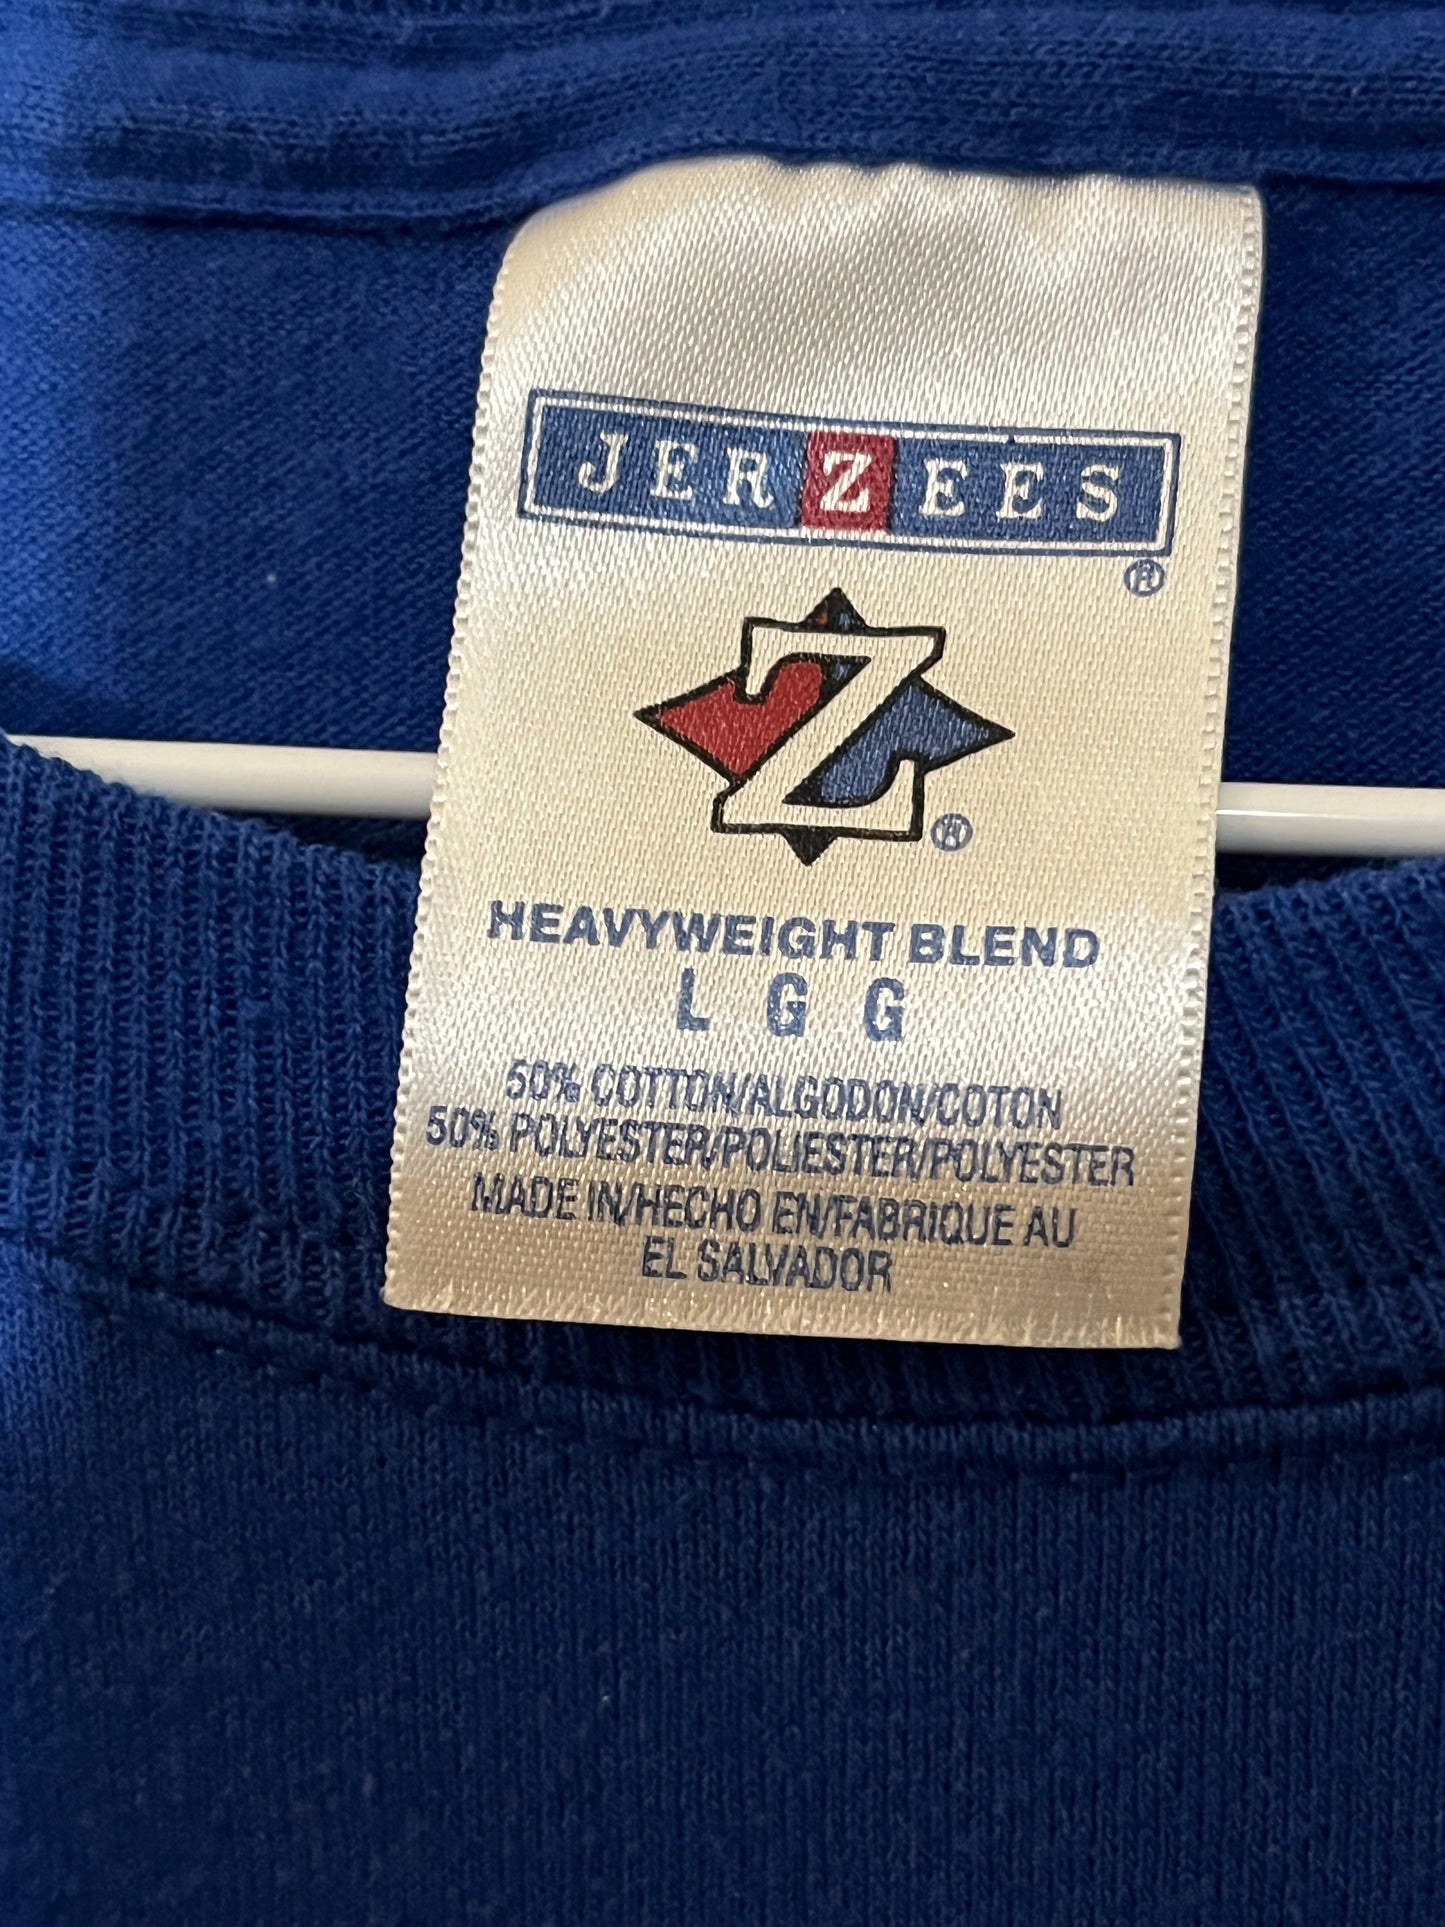 JERZEES
®
Z
®
HEAVYWEIGHT BLEND
L G G
50% COTTON/ALGODON/COTON
50% POLYESTER/POLIESTER/POLYESTER
MADE IN/HECHO EN/FABRIQUE AU
EL SALVADOR